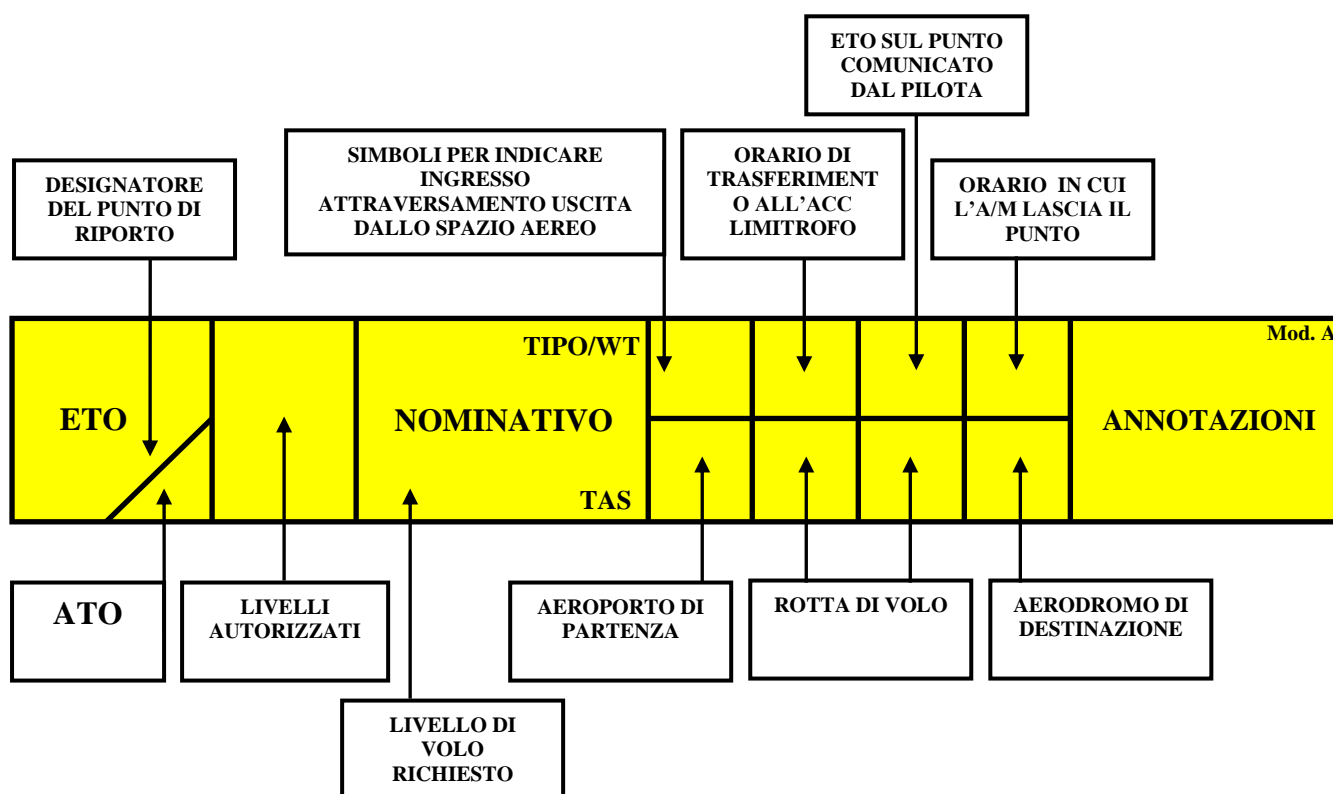 ETO SUL PUNTO
COMUNICATO
DAL PILOTA
SIMBOLI PER INDICARE
INGRESSO
ATTRAVERSAMENTO USCITA
DALLO SPAZIO AEREO
ORARIO DI
TRASFERIMENT
O ALL'ACC
LIMITROFO
DESIGNATORE
DEL PUNTO DI
RIPORTO
ORARIO IN CUI
L'A/M LASCIA IL
PUNTO
Mod. A
TIPO/WT
ETO
NOMINATIVO
ANNOTAZIONI
TAS
ATO
LIVELLI
AUTORIZZATI
AEROPORTO DI
PARTENZA
ROTTA DI VOLO
AERODROMO DI
DESTINAZIONE
LIVELLO DI
VOLO
RICHIESTO